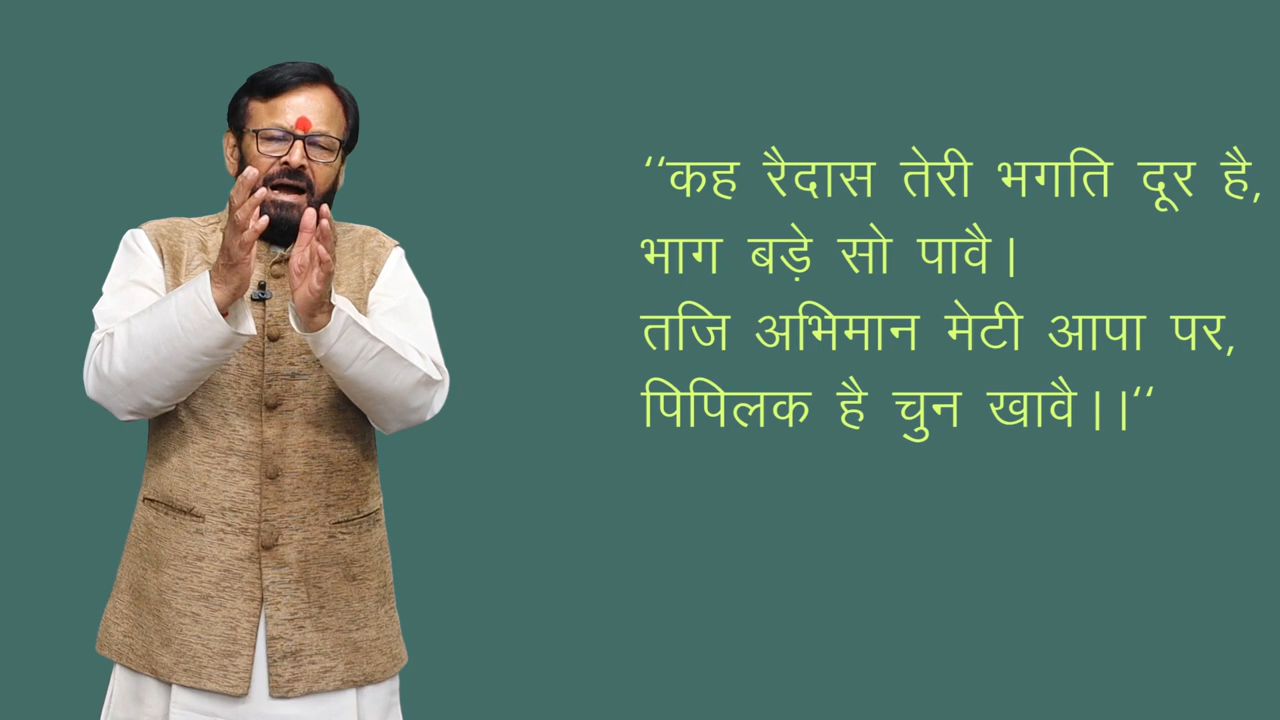 ‘‘कह रैदास तेरी भगति दूर है,
भाग बड़े सो पावै।
तजि अभिमान मेटी आपा पर,
पिपिलक है चुन खावै।।‘‘